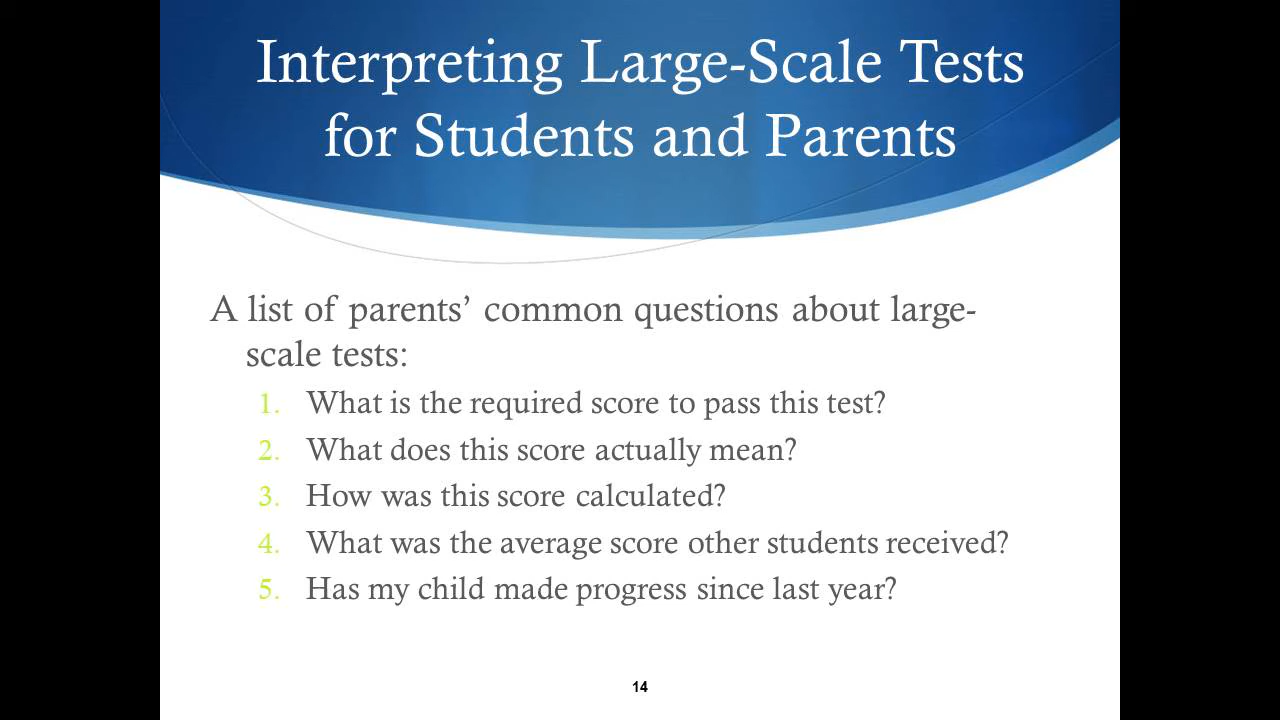 Interpreting Large-Scale Tests
for Students and Parents
A list of parents’ common questions about large-
scale tests:
1. What is the required score to pass this test?
2. What does this score actually mean?
3. How was this score calculated?
4. What was the average score other students received?
5. Has my child made progress since last year?
14